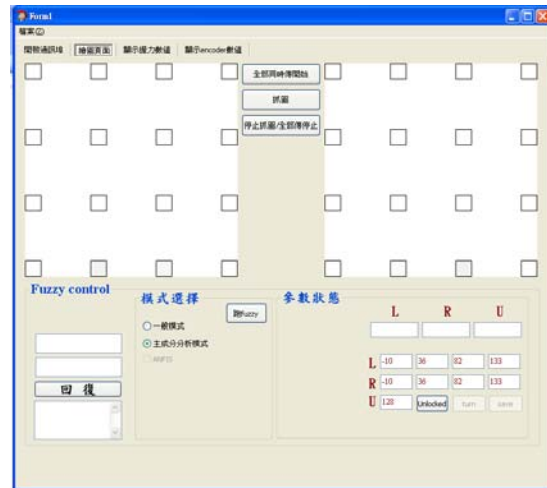 Form1
檔案(Z)
開啟通訊埠 繪圖頁面 顯示握力數值 顯示encoder數值
全部同時傳開始
抓圖
停止抓圖/全部傳停止
Fuzzy control
回 復
模式選擇
跑Fuzzy
一般模式
主成分分析模式
ANFIS
參數狀態
L R U
L -10 36 82 133
R -10 36 82 133
U 128 Unlocked turn save